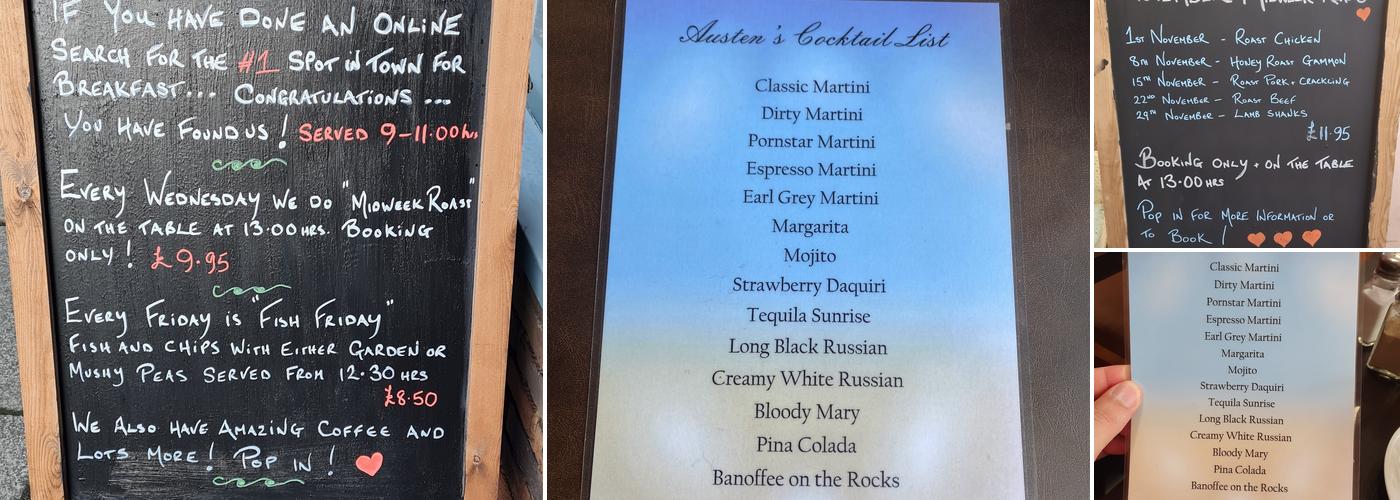 IF YOU HAVE DONE AN ONLINE
SEARCH FOR THE #1 SPOT IN TOWN FOR
BREAKFAST... CONGRATULATIONS ...
YOU HAVE FOUND US! SERVED 9-11.00hrs
EVERY WEDNESDAY WE DO "MIDWEEK ROAST"
ON THE TABLE AT 13.00 HRS. BOOKING
ONLY! £9.95
EVERY FRIDAY IS "FISH FRIDAY"
FISH AND CHIPS WITH EITHER GARDEN OR
MUSHY PEAS SERVED FROM 12.30 HRS
£8.50
WE ALSO HAVE AMAZING COFFEE AND
LOTS MORE! POP IN!
Austen's Cocktail List
Classic Martini
Dirty Martini
Pornstar Martini
Espresso Martini
Earl Grey Martini
Margarita
Mojito
Strawberry Daquiri
Tequila Sunrise
Long Black Russian
Creamy White Russian
Bloody Mary
Pina Colada
Banoffee on the Rocks
1ST NOVEMBER - ROAST CHICKEN
8TH NOVEMBER - HONEY ROAST GAMMON
15TH NOVEMBER - ROAST PORK + CRACKLING
22ND NOVEMBER - ROAST BEEF
29TH NOVEMBER - LAMB SHANKS
£11.95
BOOKING ONLY + ON THE TABLE
AT 13.00 HRS
POP IN FOR MORE INFORMATION OR
TO BOOK!
Classic Martini
Dirty Martini
Pornstar Martini
Espresso Martini
Earl Grey Martini
Margarita
Mojito
Strawberry Daquiri
Tequila Sunrise
Long Black Russian
Creamy White Russian
Bloody Mary
Pina Colada
Banoffee on the Rocks